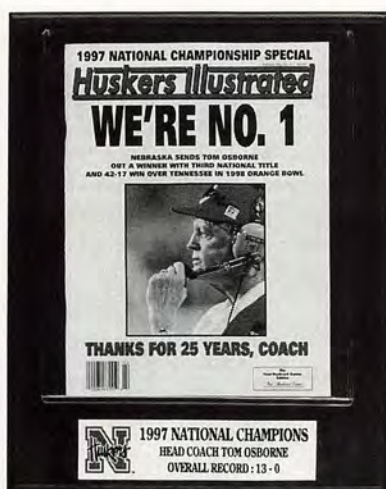 1997 NATIONAL CHAMPIONSHIP SPECIAL
Huskers Illustrated
WE'RE NO. 1
NEBRASKA SENDS TOM OSBORNE
OUT A WINNER WITH THIRD NATIONAL TITLE
AND 42-17 WIN OVER TENNESSEE IN 1998 ORANGE BOWL
THANKS FOR 25 YEARS, COACH
N
Huskers
1997 NATIONAL CHAMPIONS
HEAD COACH TOM OSBORNE
OVERALL RECORD : 13 - 0